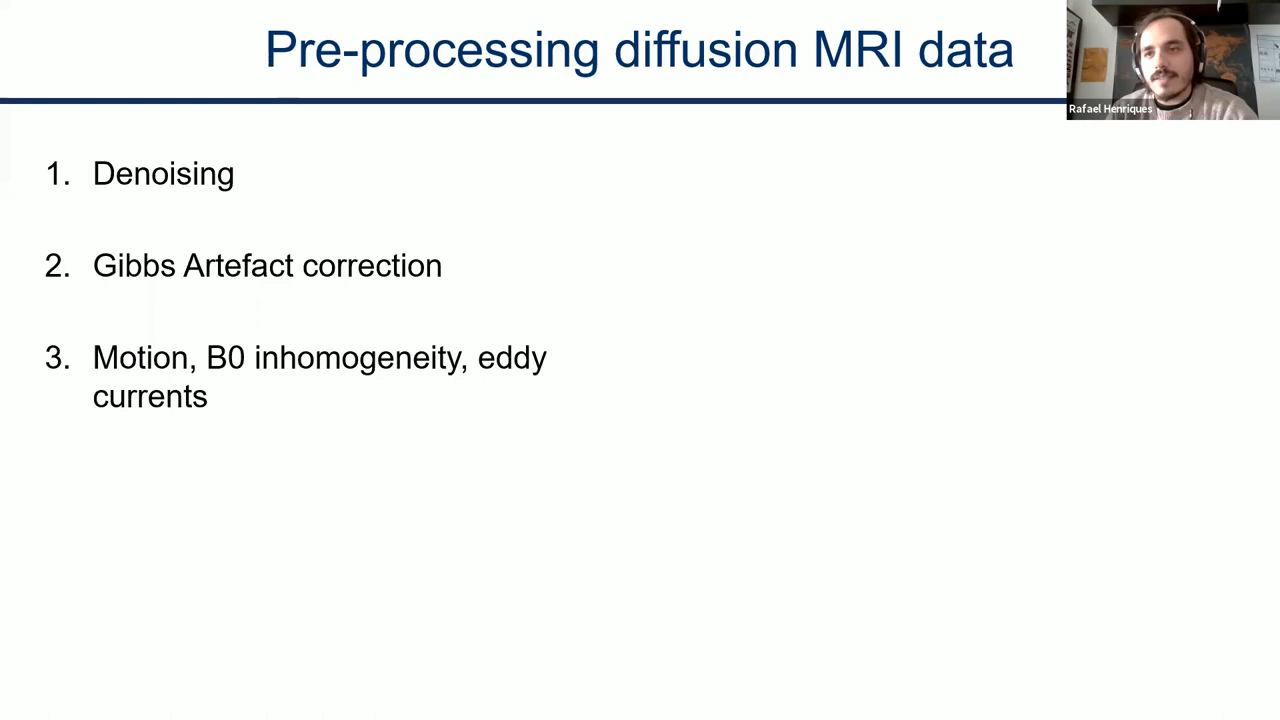 Pre-processing diffusion MRI data
Rafael Henriques
1. Denoising
2. Gibbs Artefact correction
3. Motion, B0 inhomogeneity, eddy
currents